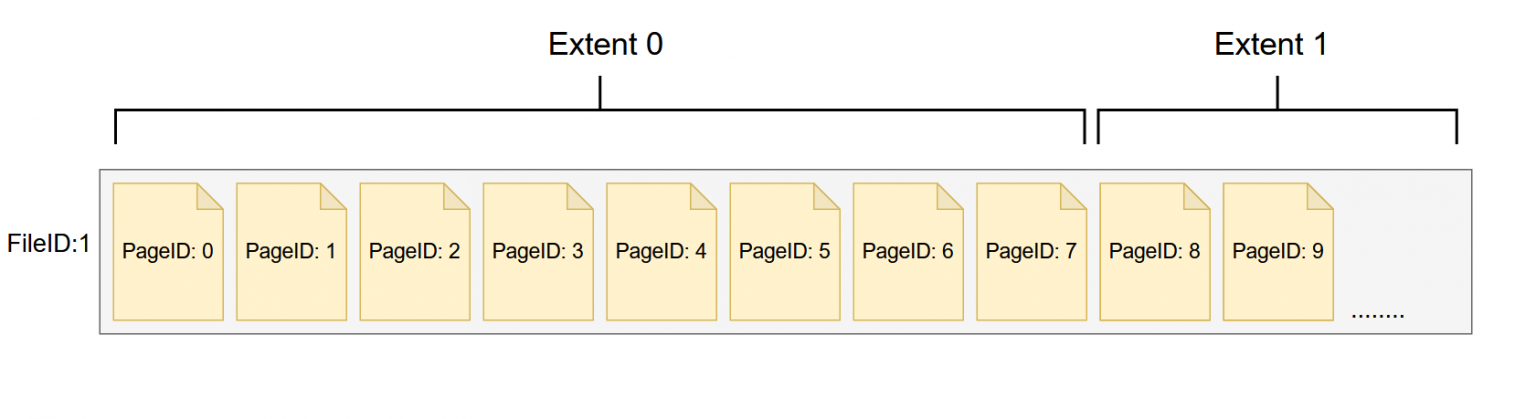 Extent 0
Extent 1
FileID:1
PageID: 0
PageID: 1
PageID: 2
PageID: 3
PageID: 4
PageID: 5
PageID: 6
PageID: 7
PageID: 8
PageID: 9
........